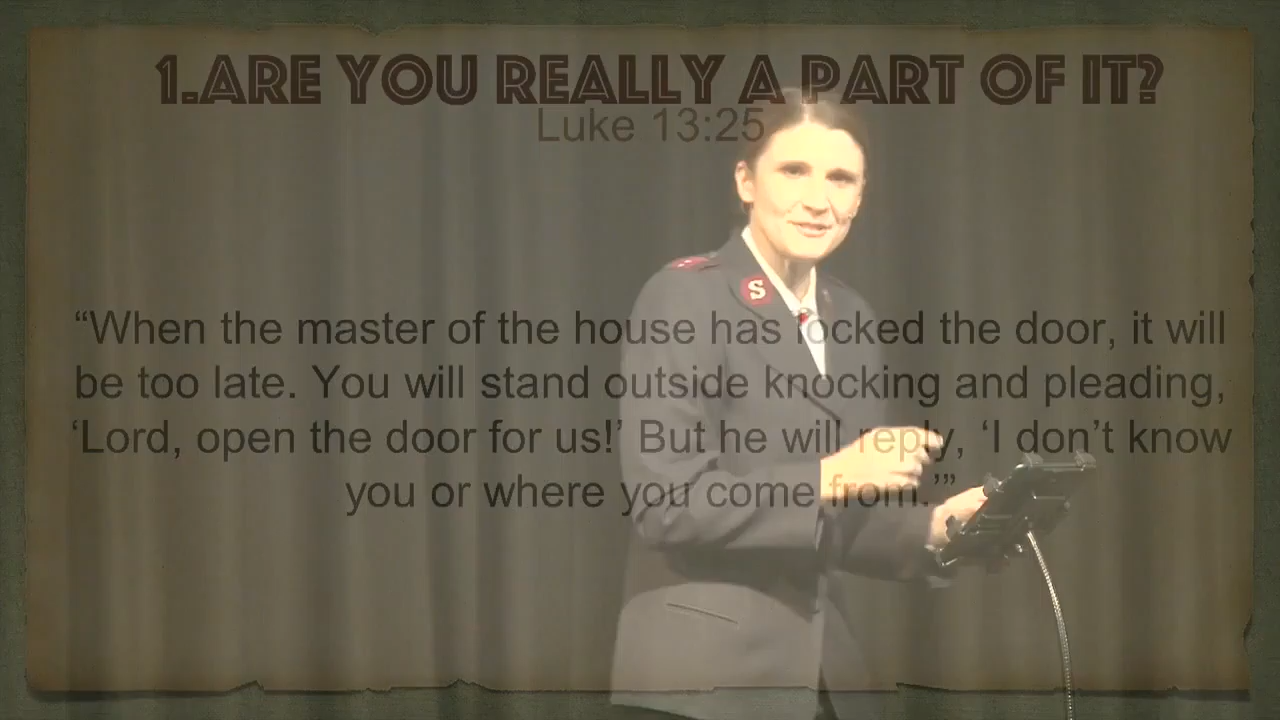 1.ARE YOU REALLY A PART OF IT?
Luke 13:25
S
“When the master of the house has locked the door, it will
be too late. You will stand outside knocking and pleading,
‘Lord, open the door for us!’ But he will reply, ‘I don’t know
you or where you come from.’”